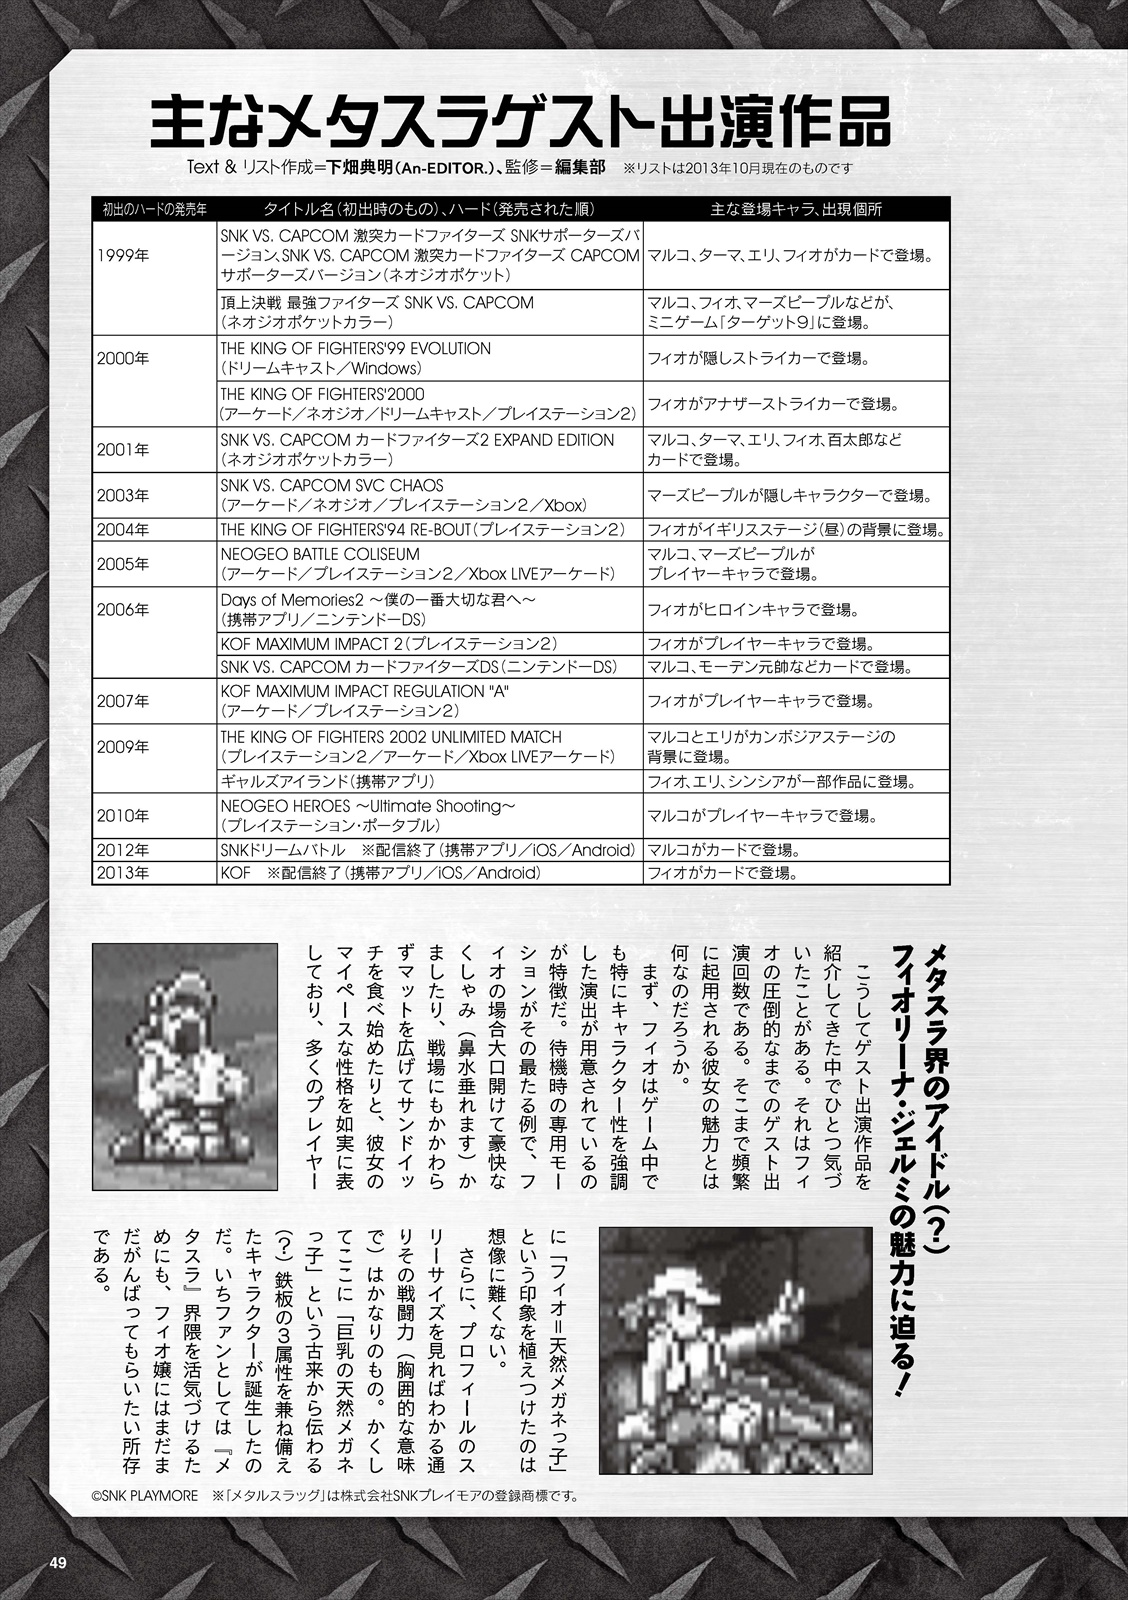 主なメタスラゲスト出演作品
Text & リスト作成=下畑典明(An-EDITOR.)、監修=編集部　※リストは2013年10月現在のものです
初出のハードの発売年　タイトル名(初出時のもの)、ハード(発売された順)　主な登場キャラ、出現個所
1999年
SNK VS. CAPCOM 激突カードファイターズ SNKサポーターズバ
ージョン、SNK VS. CAPCOM 激突カードファイターズ CAPCOM
サポーターズバージョン(ネオジオポケット)
マルコ、ターマ、エリ、フィオがカードで登場。
頂上決戦 最強ファイターズ SNK VS. CAPCOM
(ネオジオポケットカラー)
マルコ、フィオ、マーズピープルなどが、
ミニゲーム「ターゲット9」に登場。
2000年
THE KING OF FIGHTERS'99 EVOLUTION
(ドリームキャスト／Windows)
フィオが隠しストライカーで登場。
THE KING OF FIGHTERS'2000
(アーケード／ネオジオ／ドリームキャスト／プレイステーション2)
フィオがアナザーストライカーで登場。
2001年
SNK VS. CAPCOM カードファイターズ2 EXPAND EDITION
(ネオジオポケットカラー)
マルコ、ターマ、エリ、フィオ、百太郎など
カードで登場。
2003年
SNK VS. CAPCOM SVC CHAOS
(アーケード／ネオジオ／プレイステーション2／Xbox)
マーズピープルが隠しキャラクターで登場。
2004年
THE KING OF FIGHTERS'94 RE-BOUT(プレイステーション2)
フィオがイギリスステージ(昼)の背景に登場。
2005年
NEOGEO BATTLE COLISEUM
(アーケード／プレイステーション2／Xbox LIVEアーケード)
マルコ、マーズピープルが
プレイヤーキャラで登場。
2006年
Days of Memories2 ～僕の一番大切な君へ～
(携帯アプリ／ニンテンドーDS)
フィオがヒロインキャラで登場。
KOF MAXIMUM IMPACT 2(プレイステーション2)
フィオがプレイヤーキャラで登場。
SNK VS. CAPCOM カードファイターズDS(ニンテンドーDS)
マルコ、モーデン元帥などカードで登場。
2007年
KOF MAXIMUM IMPACT REGULATION "A"
(アーケード／プレイステーション2)
フィオがプレイヤーキャラで登場。
2009年
THE KING OF FIGHTERS 2002 UNLIMITED MATCH
(プレイステーション2／アーケード／Xbox LIVEアーケード)
マルコとエリがカンボジアステージの
背景に登場。
ギャルズアイランド(携帯アプリ)
フィオ、エリ、シンシアが一部作品に登場。
2010年
NEOGEO HEROES ～Ultimate Shooting～
(プレイステーション・ポータブル)
マルコがプレイヤーキャラで登場。
2012年
SNKドリームバトル　※配信終了(携帯アプリ／iOS／Android)
マルコがカードで登場。
2013年
KOF　※配信終了(携帯アプリ／iOS／Android)
フィオがカードで登場。
メタスラ界のアイドル(?)
フィオリーナ・ジェルミの魅力に迫る!
　こうしてゲスト出演作品を
紹介してきた中でひとつ気づ
いたことがある。それはフィ
オの圧倒的なまでのゲスト出
演回数である。そこまで頻繁
に起用される彼女の魅力とは
何なのだろうか。
　まず、フィオはゲーム中で
も特にキャラクター性を強調
した演出が用意されているの
が特徴だ。待機時の専用モー
ションがその最たる例で、フ
ィオの場合大口開けて豪快な
くしゃみ(鼻水垂れます)か
ましたり、戦場にもかかわら
ずマットを広げてサンドイッ
チを食べ始めたりと、彼女の
マイペースな性格を如実に表
しており、多くのプレイヤー
に「フィオ=天然メガネっ子」
という印象を植えつけたのは
想像に難くない。
　さらに、プロフィールのス
リーサイズを見ればわかる通
りその戦闘力(胸囲的な意味
で)はかなりのもの。かくし
てここに「巨乳の天然メガネ
っ子」という古来から伝わる
(?)鉄板の3属性を兼ね備え
たキャラクターが誕生したの
だ。いちファンとしては『メ
タスラ』界隈を活気づけるた
めにも、フィオ嬢にはまだま
だがんばってもらいたい所存
である。
©SNK PLAYMORE　※「メタルスラッグ」は株式会社SNKプレイモアの登録商標です。
49